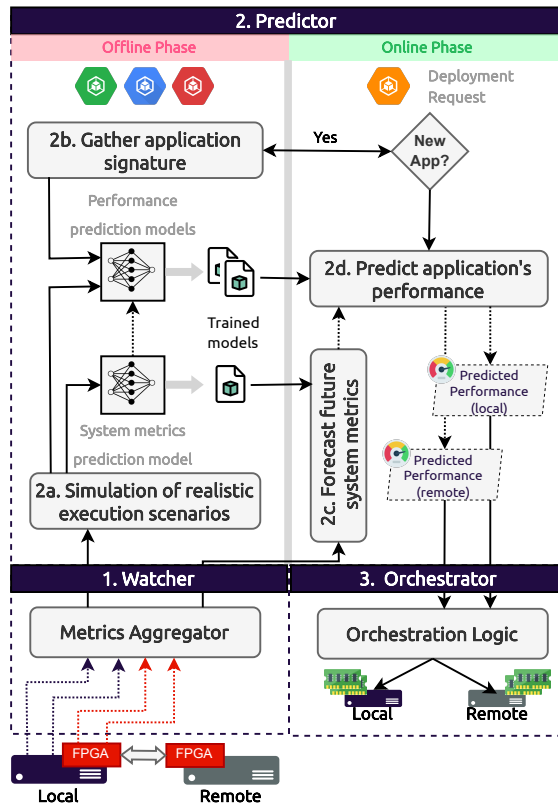 2. Predictor
Offline Phase
Online Phase
Deployment
Request
2b. Gather application
signature
Yes
New
App?
Performance
prediction models
2d. Predict application's
performance
Trained
models
Predicted
Performance
(local)
2c. Forecast future
system metrics
System metrics
prediction model
Predicted
Performance
(remote)
2a. Simulation of realistic
execution scenarios
1. Watcher
3. Orchestrator
Metrics Aggregator
Orchestration Logic
Local
Remote
FPGA
FPGA
Local
Remote